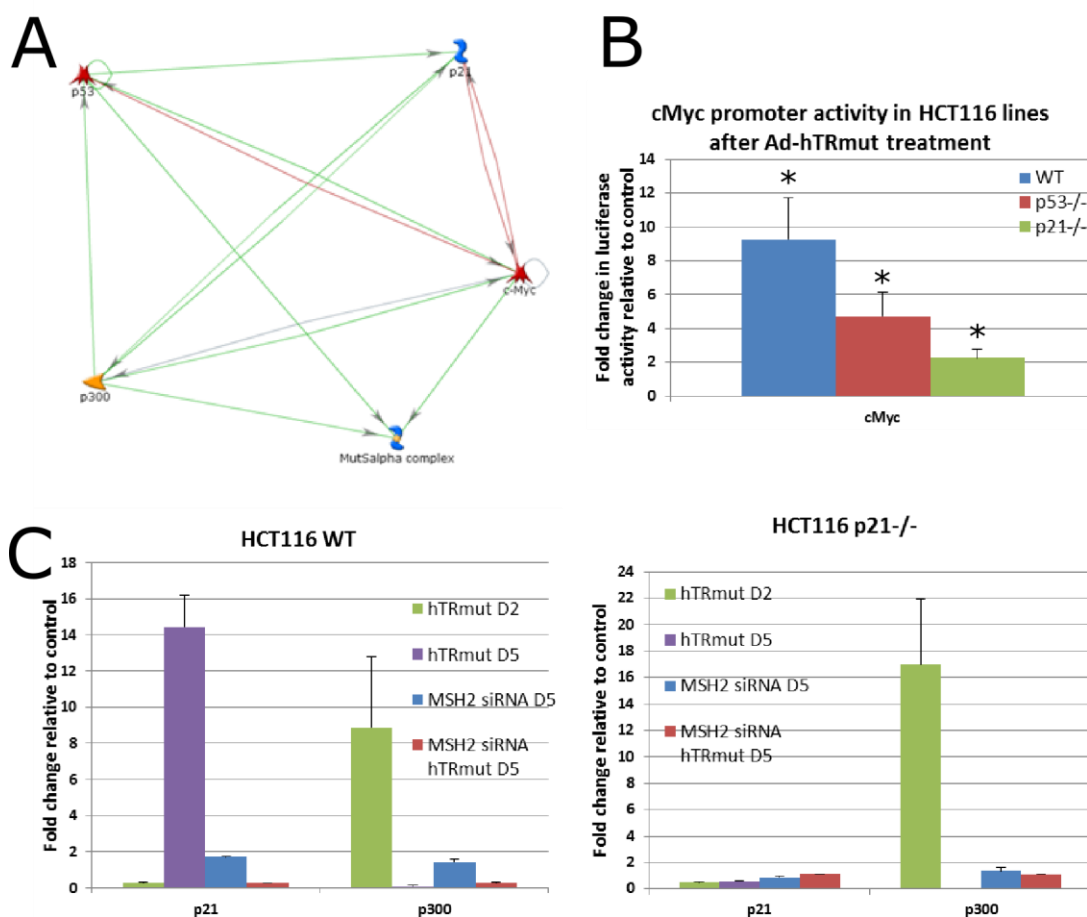 A
p53
p21
c-Myc
p300
MutSalpha complex
B
cMyc promoter activity in HCT116 lines
after Ad-hTRmut treatment
Fold change in luciferase
activity relative to control
14
12
10
8
6
4
2
0
*
*
*
WT
p53-/-
p21-/-
cMyc
C
HCT116 WT
Fold change relative to control
18
16
14
12
10
8
6
4
2
0
hTRmut D2
hTRmut D5
MSH2 siRNA D5
MSH2 siRNA
hTRmut D5
p21
p300
HCT116 p21-/-
Fold change relative to control
24
22
20
18
16
14
12
10
8
6
4
2
0
hTRmut D2
hTRmut D5
MSH2 siRNA D5
MSH2 siRNA
hTRmut D5
p21
p300